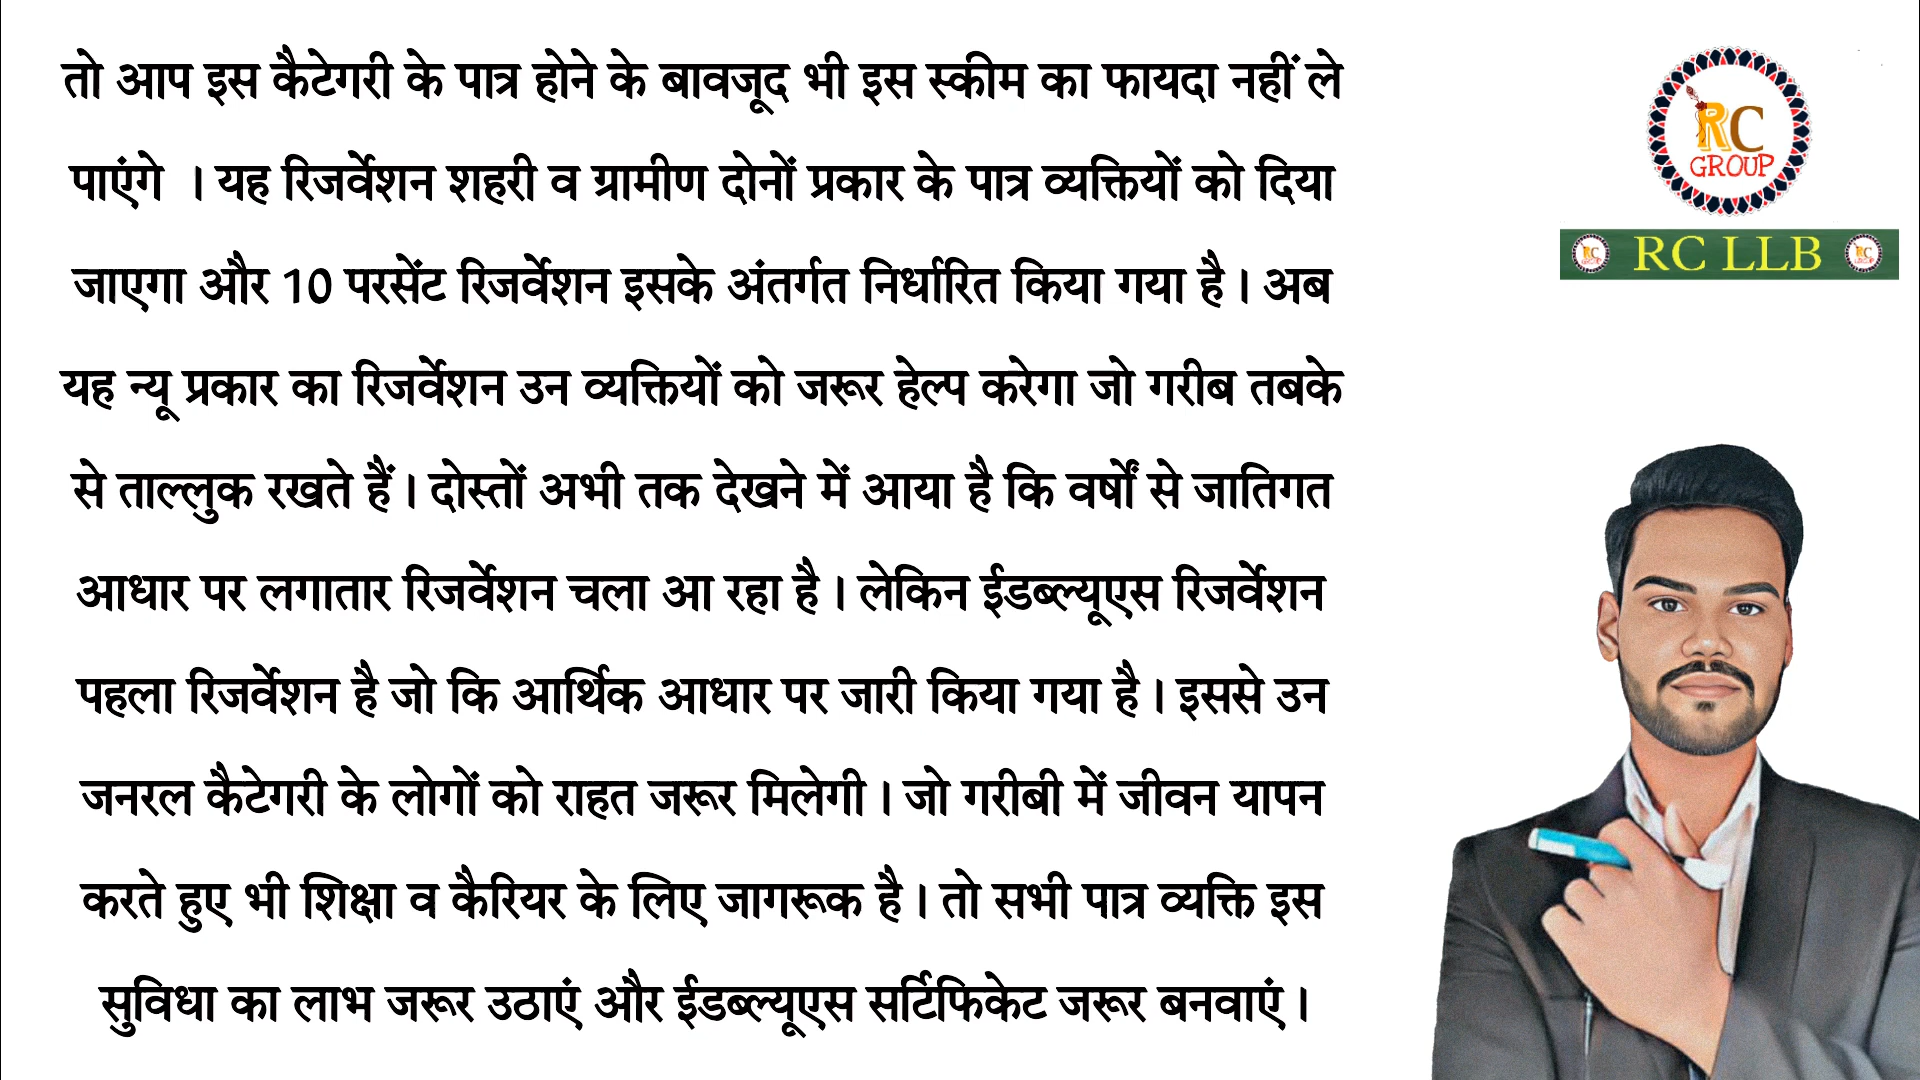 तो आप इस कैटेगरी के पात्र होने के बावजूद भी इस स्कीम का फायदा नहीं ले
पाएंगे । यह रिजर्वेशन शहरी व ग्रामीण दोनों प्रकार के पात्र व्यक्तियों को दिया
जाएगा और 10 परसेंट रिजर्वेशन इसके अंतर्गत निर्धारित किया गया है । अब
यह न्यू प्रकार का रिजर्वेशन उन व्यक्तियों को जरूर हेल्प करेगा जो गरीब तबके
से ताल्लुक रखते हैं । दोस्तों अभी तक देखने में आया है कि वर्षों से जातिगत
आधार पर लगातार रिजर्वेशन चला आ रहा है । लेकिन ईडब्ल्यूएस रिजर्वेशन
पहला रिजर्वेशन है जो कि आर्थिक आधार पर जारी किया गया है । इससे उन
जनरल कैटेगरी के लोगों को राहत जरूर मिलेगी । जो गरीबी में जीवन यापन
करते हुए भी शिक्षा व कैरियर के लिए जागरूक है । तो सभी पात्र व्यक्ति इस
सुविधा का लाभ जरूर उठाएं और ईडब्ल्यूएस सर्टिफिकेट जरूर बनवाएं ।
RC
GROUP
RC LLB